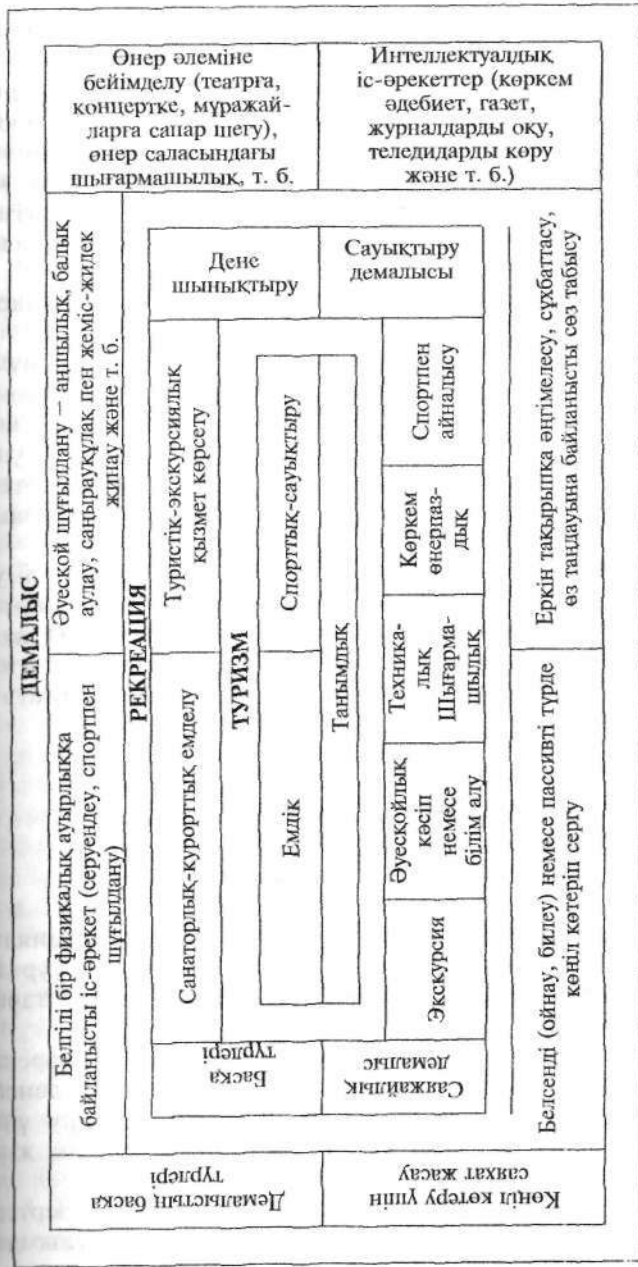 ДЕМАЛЫС
Өнер әлеміне
бейімделу (театрға,
концертке, мұражай-
ларға сапар шегу),
өнер саласындағы
шығармашылық, т. б.
Интеллектуалдық
іс-әрекеттер (көркем
әдебиет, газет,
журналдарды оқу,
теледидарды көру
және т. б.)
Белгілі бір физикалық ауырлыққа
байланысты іс-әрекет (серуендеу, спортпен
шұғылдану)
Әуесқой шұғылдану — аңшылық, балық
аулау, саңырауқұлақ пен жеміс-жидек
жинау және т. б.
РЕКРЕАЦИЯ
Дене
шынықтыру
Сауықтыру
демалысы
Санаторлық-курорттық емделу
Туристік-экскурсиялық
қызмет көрсету
ТУРИЗМ
Емдік
Спорттық-сауықтыру
Танымлық
Экскурсия
Әуесқойлық
кәсіп
немесе
білім алу
Техника-
лық
Шығарма-
шылық
Көркем
өнерпаз-
дық
Спортпен
айналысу
Басқа
түрлері
Саяжайлық
демалыс
Белсенді (ойнау, билеу) немесе пассивті түрде
көңіл көтеріп сергу
Еркін тақырыпқа әңгімелесу, сұхбаттасу,
өз таңдауына байланысты сөз табысу
Демалыстың басқа
түрлері
Көңіл көтеру үшін
саяхат жасау